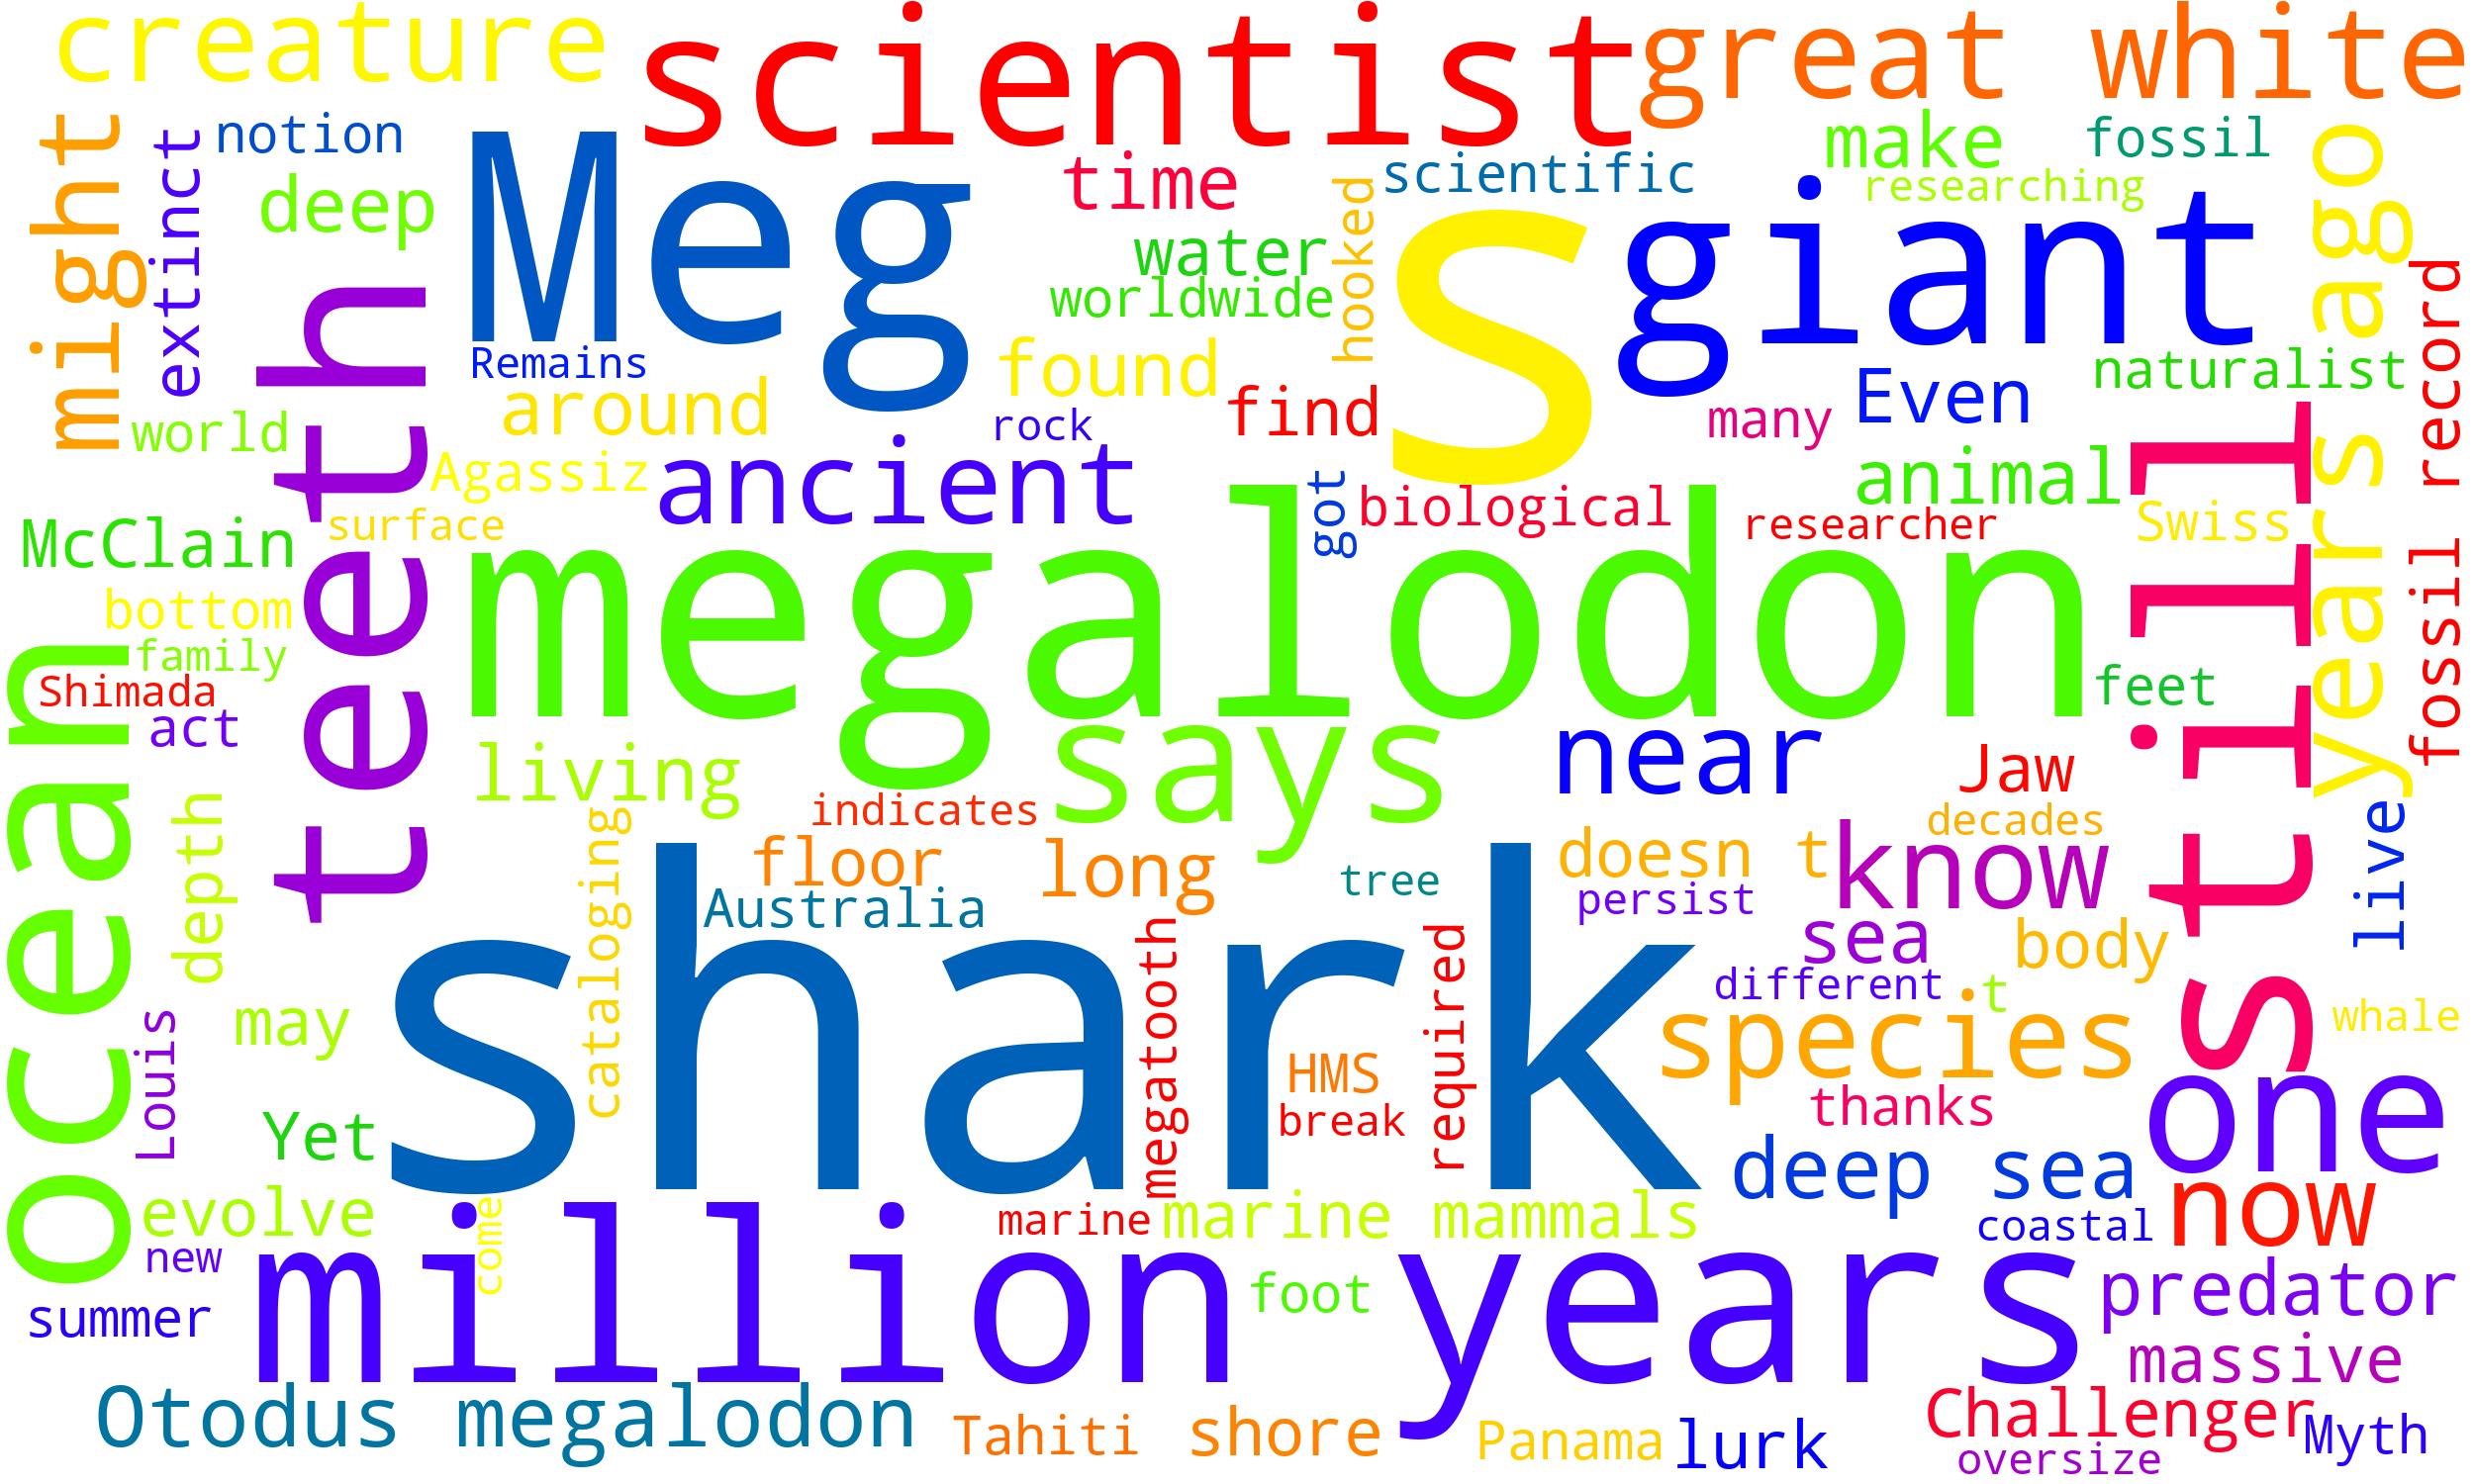 creature
scientist
great white
might
extinct
notion
deep
Meg
time
scientific
make
fossil
researching
hooked
water
worldwide
S
giant
years ago
fossil record
teeth
Remains
found
around
rock
find
many
Even
naturalist
world
Agassiz
ancient
got
biological
animal
researcher
Swiss
still
McClain
surface
megalodon
bottom
family
Shimada
act
ocean
feet
living
says
near
Jaw
indicates
decades
live
depth
cataloging
floor
long
tree
doesn t
know
persist
Australia
megatooth
required
sea
body
different
t
whale
may
Louis
shark
HMS
break
species
thanks
one
Yet
deep sea
evolve
come
marine
marine mammals
coastal
now
new
million years
foot
predator
summer
massive
Otodus megalodon
Tahiti
shore
Panama
lurk
Challenger
Myth
oversize